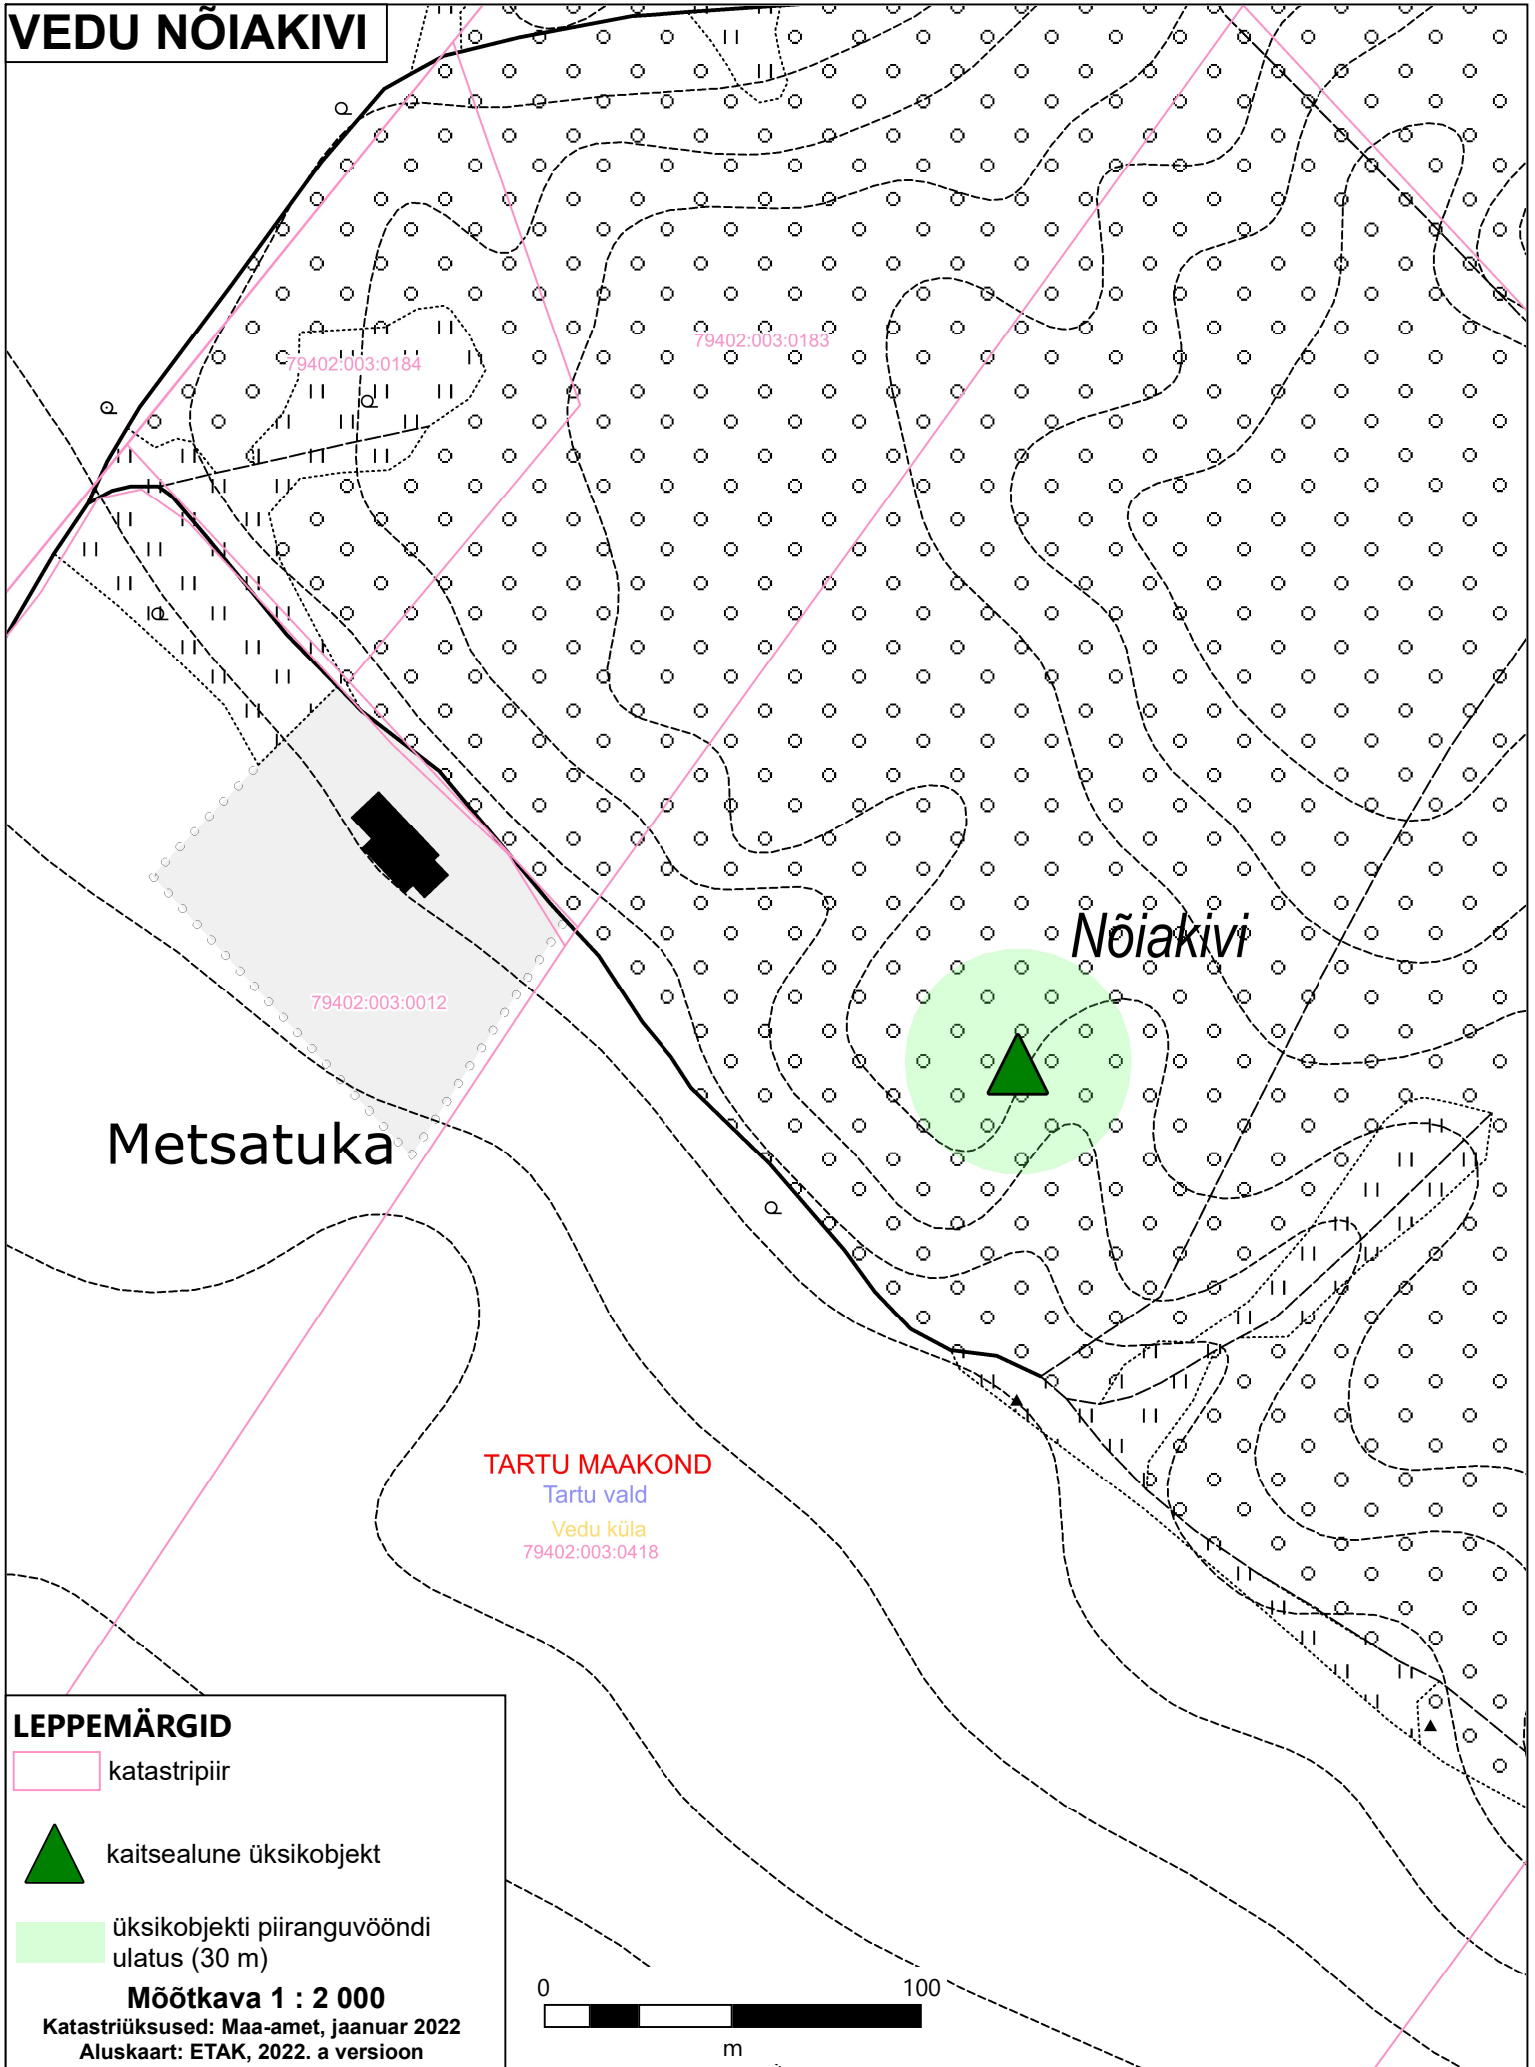 VEDU NÕIAKIVI
79402:003:0183
79402:003:0184
Nõiakivi
79402:003:0012
Metsatuka
TARTU MAAKOND
Tartu vald
Vedu küla
79402:003:0418
LEPPEMÄRGID
katastripiir
kaitsealune üksikobjekt
üksikobjekti piiranguvööndi
ulatus (30 m)
Mõõtkava 1 : 2 000
Katastriüksused: Maa-amet, jaanuar 2022
Aluskaart: ETAK, 2022. a versioon
0 100
m